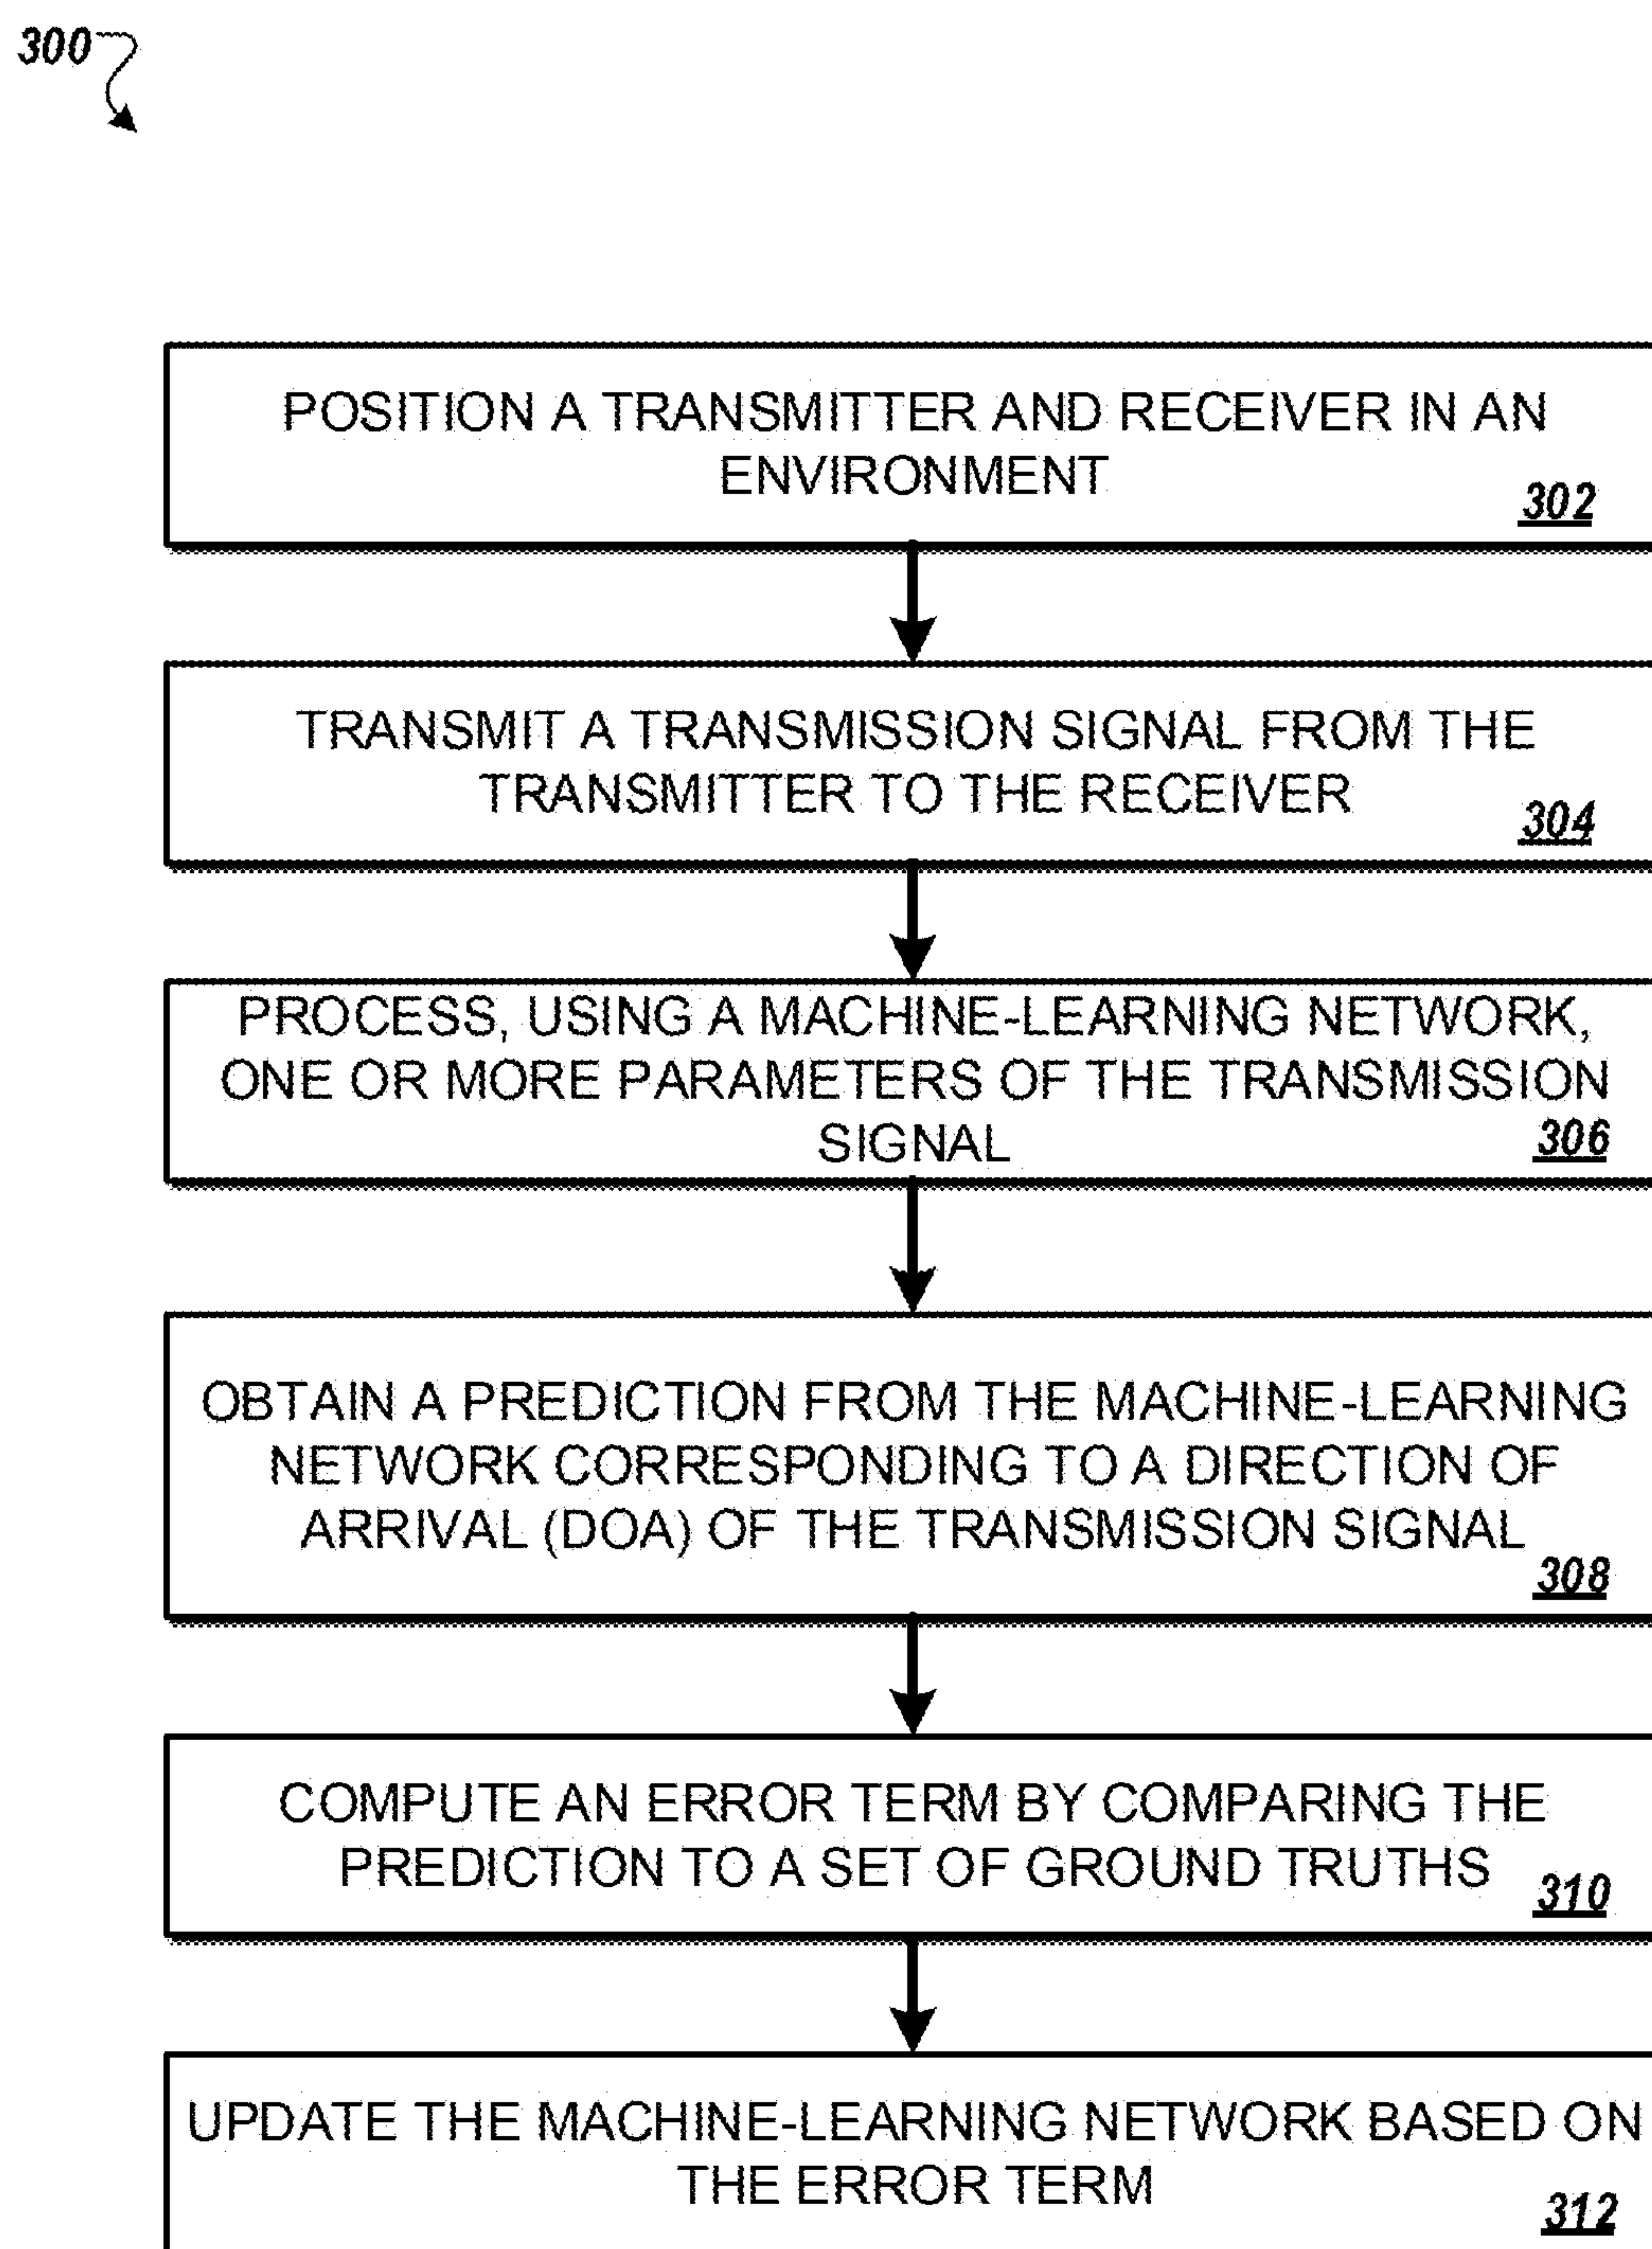 300
POSITION A TRANSMITTER AND RECEIVER IN AN
ENVIRONMENT
302
TRANSMIT A TRANSMISSION SIGNAL FROM THE
TRANSMITTER TO THE RECEIVER
304
PROCESS, USING A MACHINE-LEARNING NETWORK,
ONE OR MORE PARAMETERS OF THE TRANSMISSION
SIGNAL
306
OBTAIN A PREDICTION FROM THE MACHINE-LEARNING
NETWORK CORRESPONDING TO A DIRECTION OF
ARRIVAL (DOA) OF THE TRANSMISSION SIGNAL
308
COMPUTE AN ERROR TERM BY COMPARING THE
PREDICTION TO A SET OF GROUND TRUTHS
310
UPDATE THE MACHINE-LEARNING NETWORK BASED ON
THE ERROR TERM
312